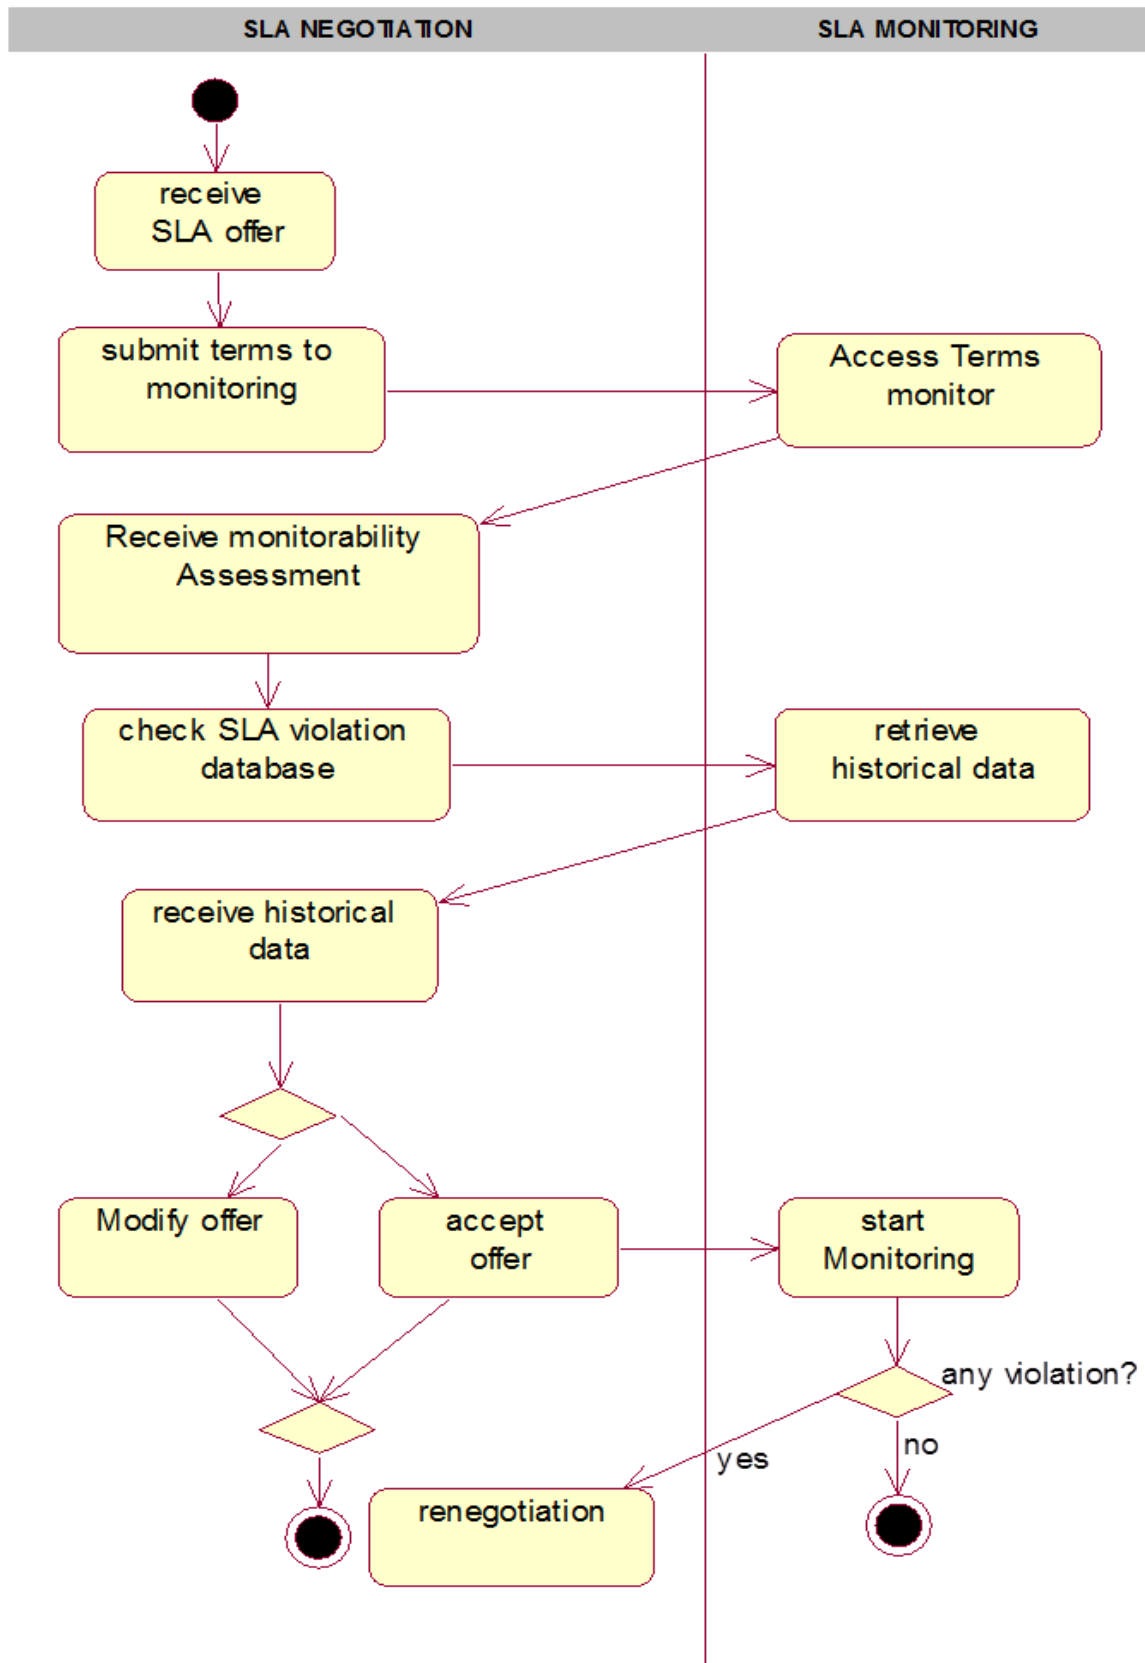 SLA NEGOTIATION
SLA MONITORING
receive
SLA offer
submit terms to
monitoring
Access Terms
monitor
Receive monitorability
Assessment
check SLA violation
database
retrieve
historical data
receive historical
data
Modify offer
accept
offer
start
Monitoring
any violation?
yes
no
renegotiation